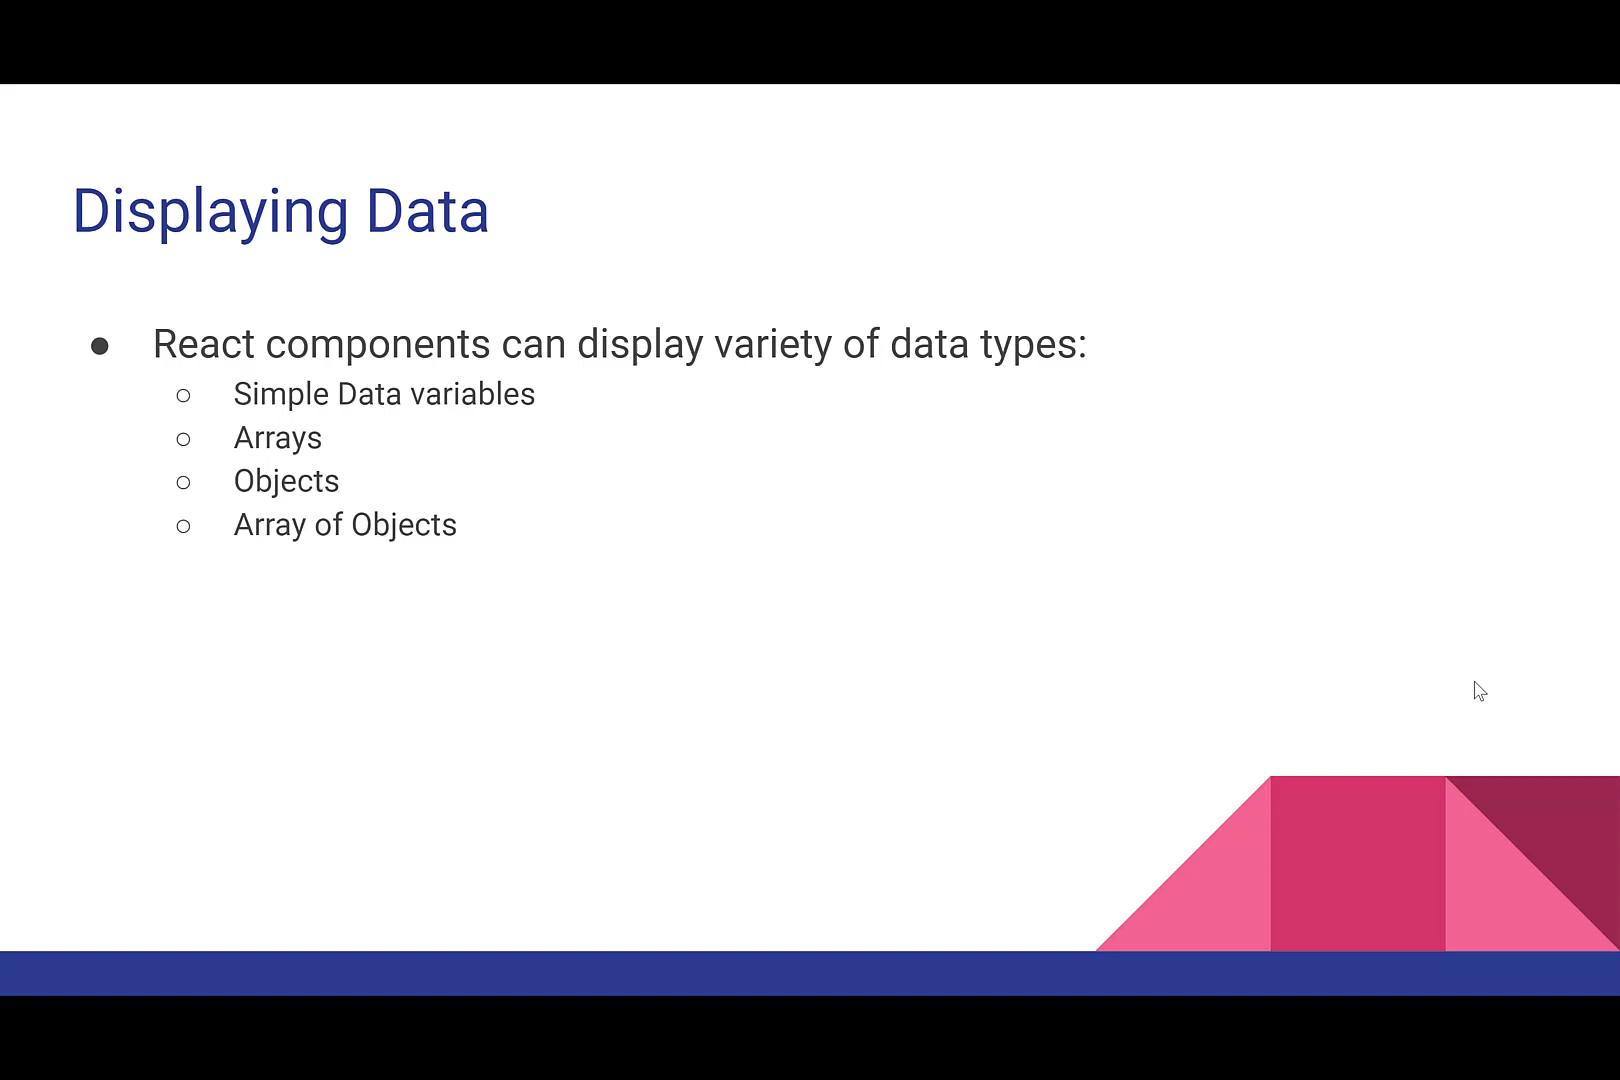 Displaying Data
● React components can display variety of data types:
○ Simple Data variables
○ Arrays
○ Objects
○ Array of Objects